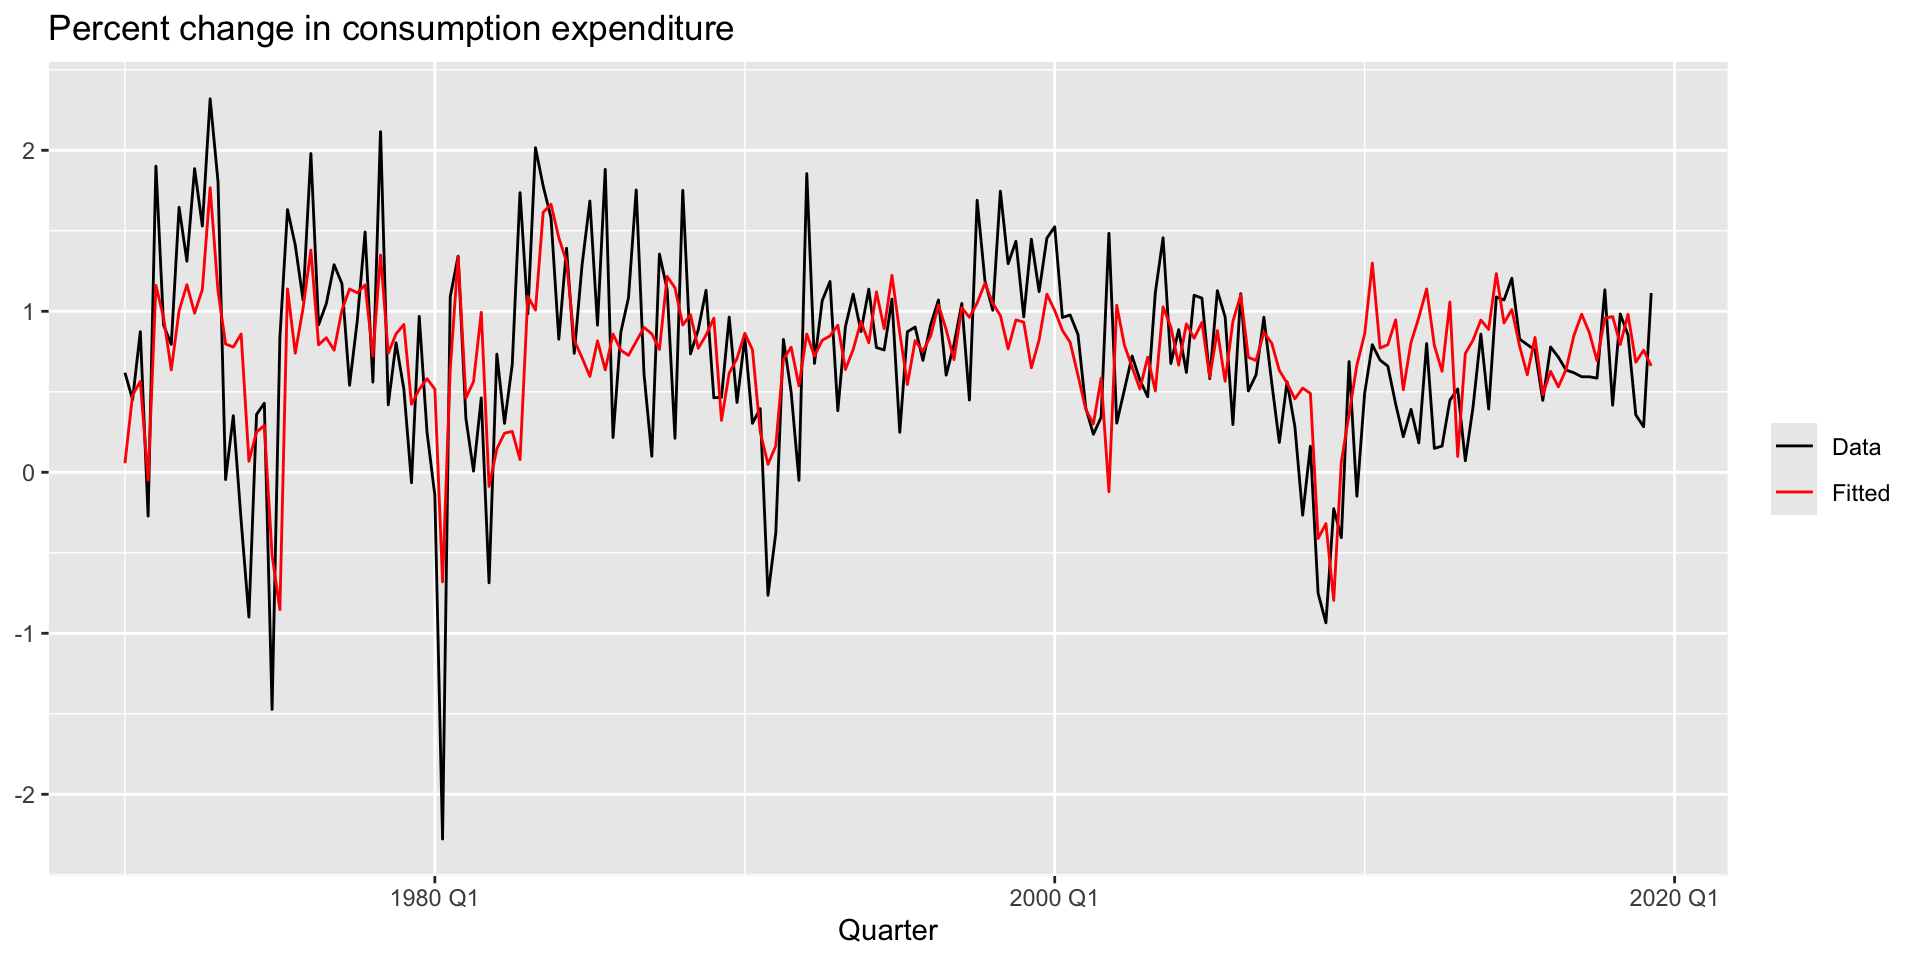 Percent change in consumption expenditure
2
1
0
-1
-2
1980 Q1
2000 Q1
2020 Q1
Quarter
Data
Fitted